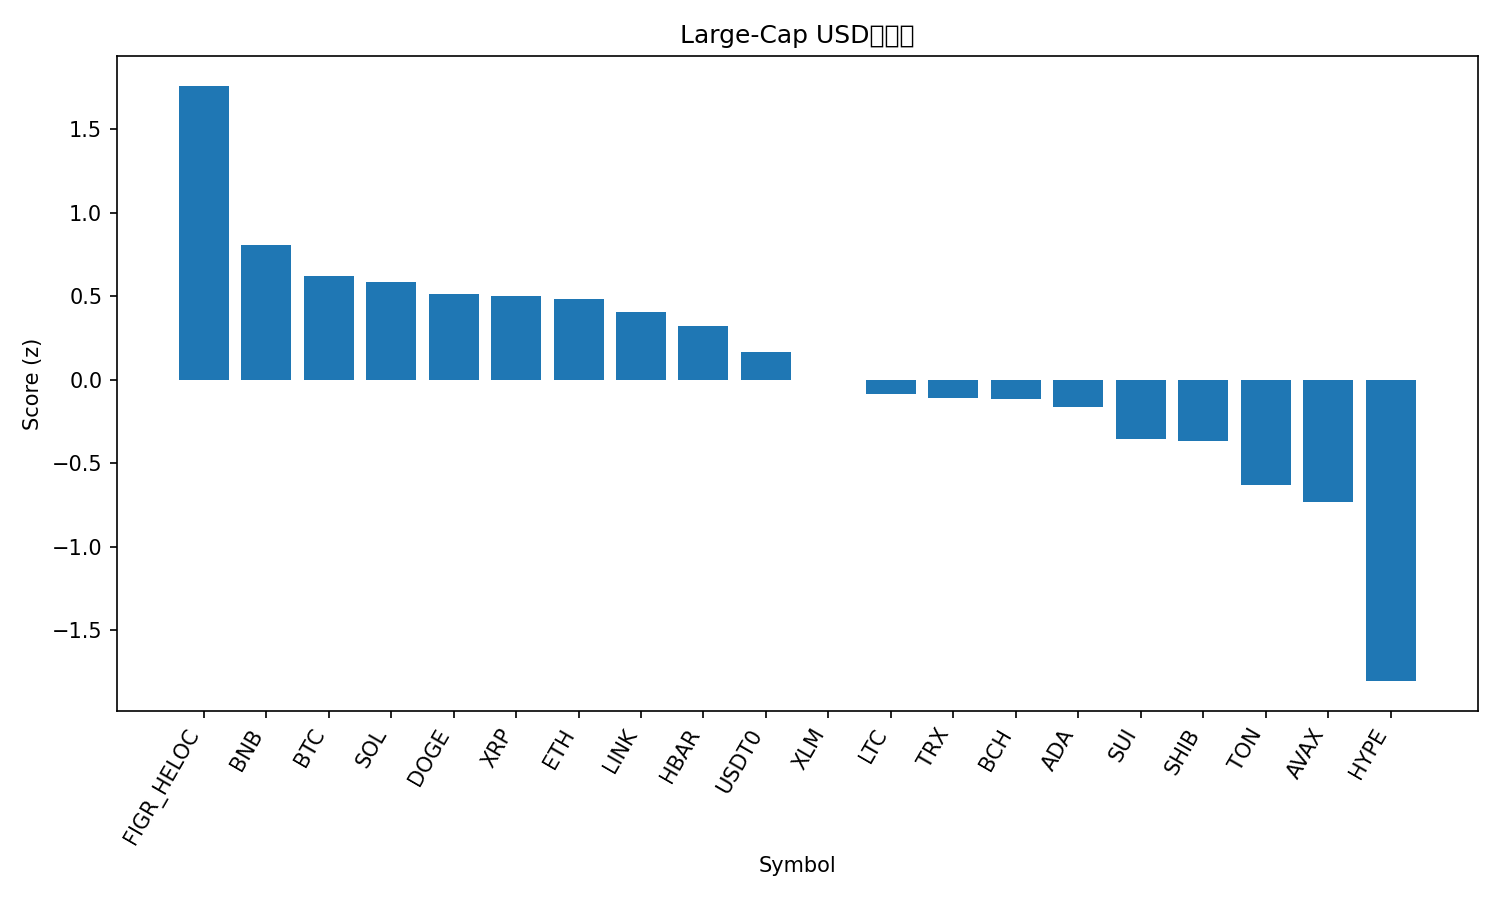 Large-Cap USD
Score (z)
1.5
1.0
0.5
0.0
−0.5
−1.0
−1.5
FIGR_HELOC
BNB
BTC
SOL
DOGE
XRP
ETH
LINK
HBAR
USDT0
XLM
LTC
TRX
BCH
ADA
SUI
SHIB
TON
AVAX
HYPE
Symbol